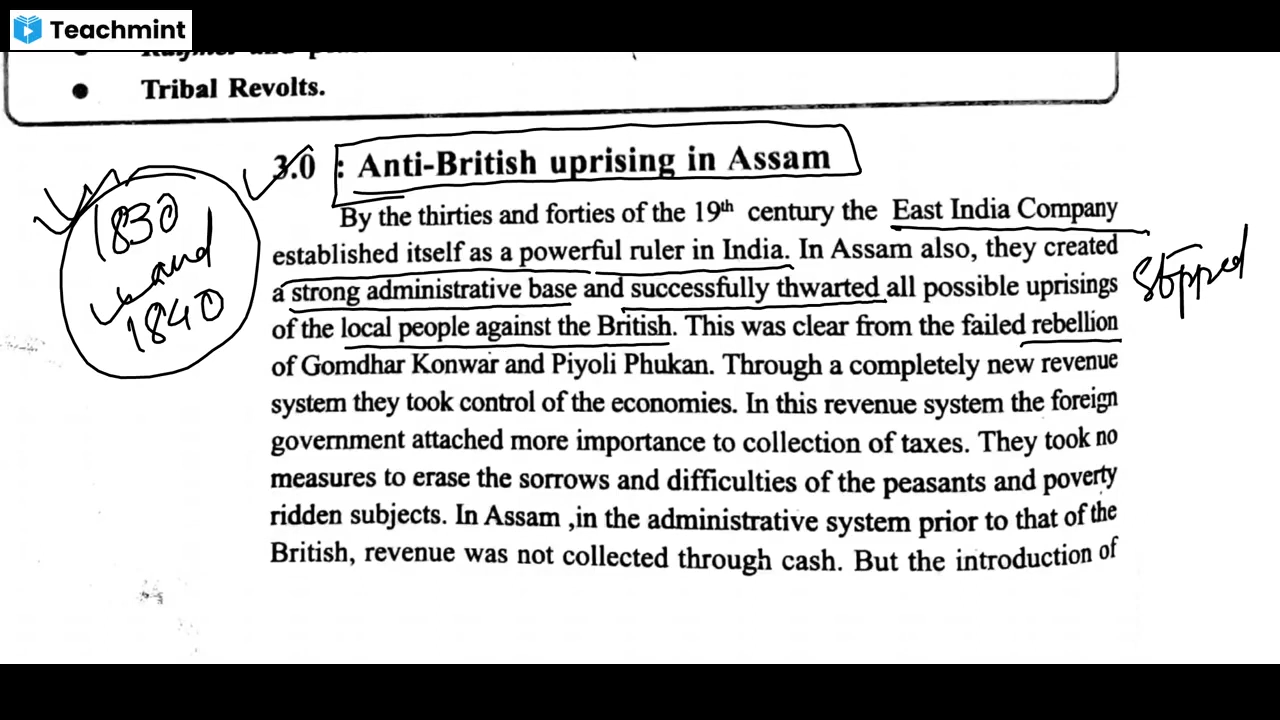 Teachmint
• Tribal Revolts.
3.0 : Anti-British uprising in Assam
1830
and
1840
By the thirties and forties of the 19th century the East India Company
established itself as a powerful ruler in India. In Assam also, they created
a strong administrative base and successfully thwarted all possible uprisings
stopped
of the local people against the British. This was clear from the failed rebellion
of Gomdhar Konwar and Piyoli Phukan. Through a completely new revenue
system they took control of the economies. In this revenue system the foreign
government attached more importance to collection of taxes. They took no
measures to erase the sorrows and difficulties of the peasants and poverty
ridden subjects. In Assam ,in the administrative system prior to that of the
British, revenue was not collected through cash. But the introduction of